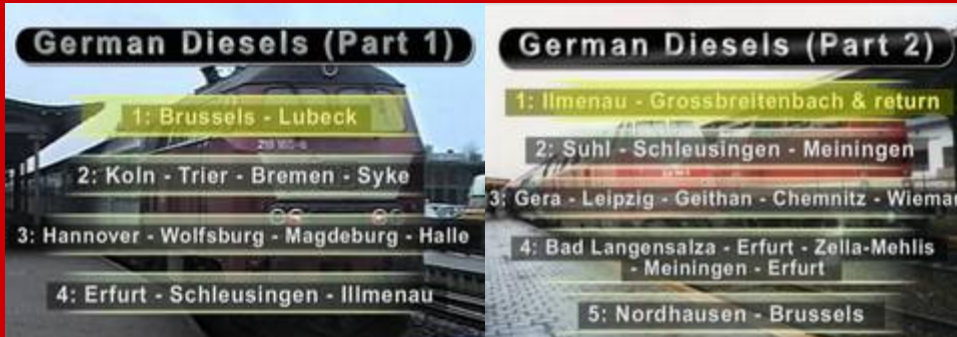 German Diesels (Part 1)
1: Brussels - Lubeck
2: Koln - Trier - Bremen - Syke
3: Hannover - Wolfsburg - Magdeburg - Halle
4: Erfurt - Schleusingen - Illmenau
German Diesels (Part 2)
1: Ilmenau - Grossbreitenbach & return
2: Suhl - Schleusingen - Meiningen
3: Gera - Leipzig - Geithan - Chemnitz - Wiemar
4: Bad Langensalza - Erfurt - Zella-Mehlis
- Meiningen - Erfurt
5: Nordhausen - Brussels